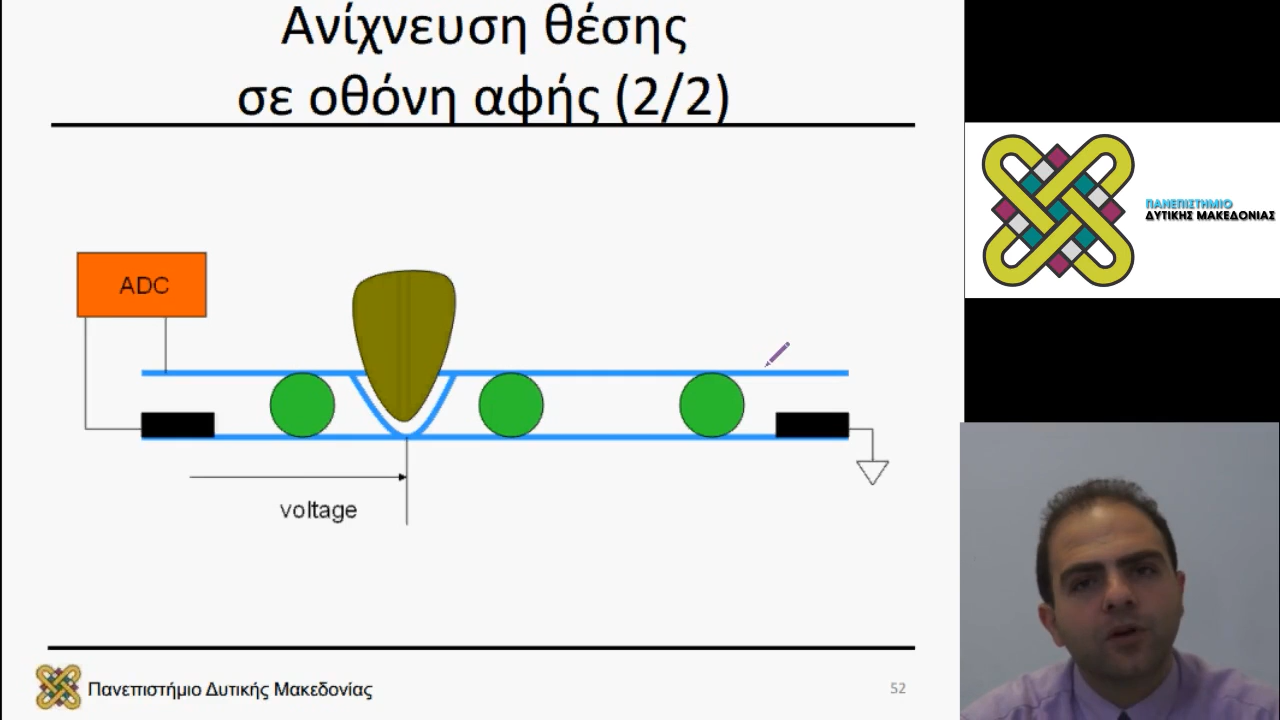 Ανίχνευση θέσης
σε οθόνη αφής (2/2)
ΠΑΝΕΠΙΣΤΗΜΙΟ
ΔΥΤΙΚΗΣ ΜΑΚΕΔΟΝΙΑΣ
ADC
voltage
Πανεπιστήμιο Δυτικής Μακεδονίας
52